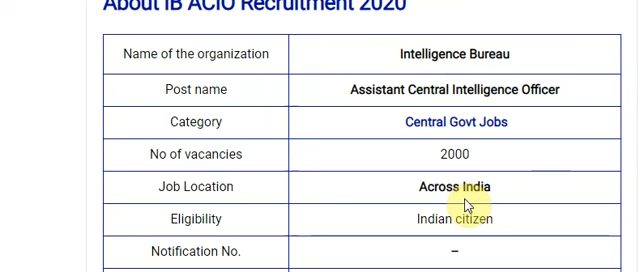 About IB ACIO Recruitment 2020
Name of the organization Intelligence Bureau
Post name Assistant Central Intelligence Officer
Category Central Govt Jobs
No of vacancies 2000
Job Location Across India
Eligibility Indian citizen
Notification No. –